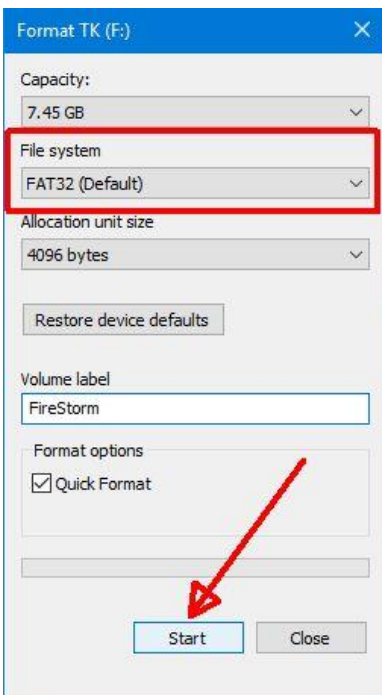 Format TK (F:)
Capacity:
7.45 GB
File system
FAT32 (Default)
Allocation unit size
4096 bytes
Restore device defaults
Volume label
FireStorm
Format options
Quick Format
Start Close